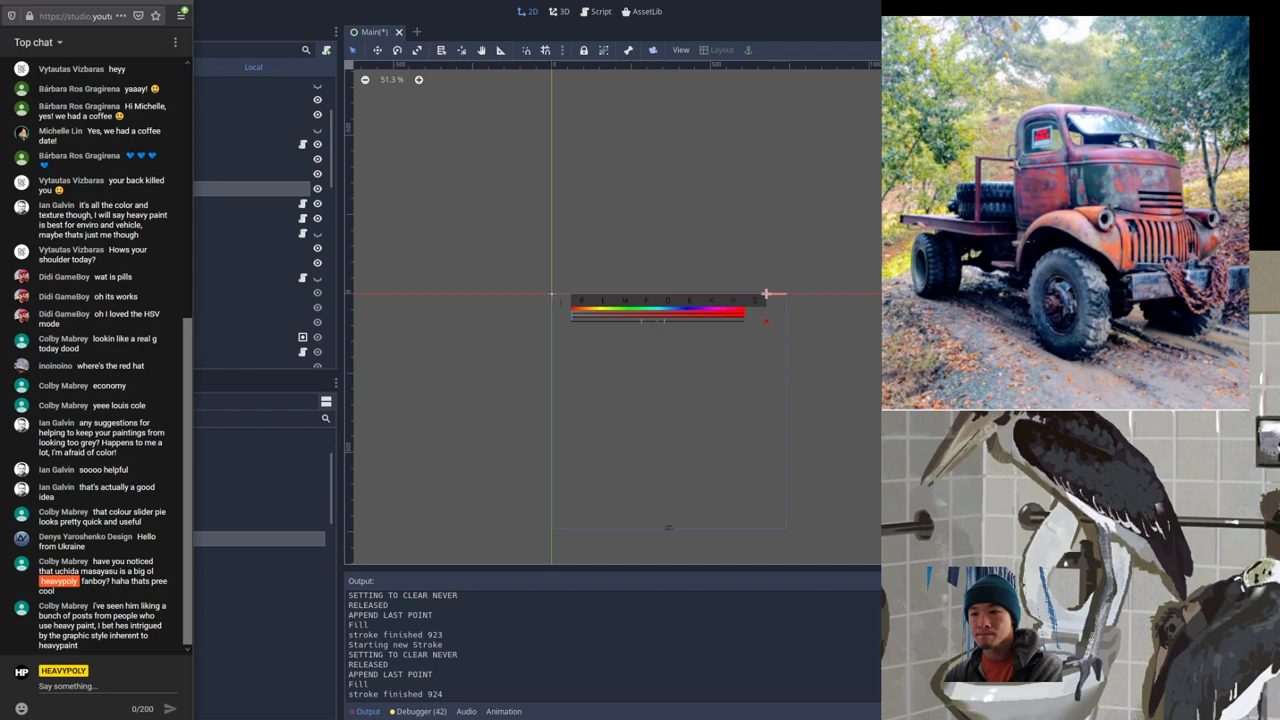 https://studio.youtu
Top chat
Vytautas Vizbaras heyy
Bárbara Ros Gragirena yaaay!
Bárbara Ros Gragirena Hi Michelle,
yes! we had a coffee
Michelle Lin Yes, we had a coffee
date!
Bárbara Ros Gragirena
Vytautas Vizbaras your back killed
you
Ian Galvin it's all the color and
texture though, I will say heavy paint
is best for enviro and vehicle,
maybe thats just me though
Vytautas Vizbaras Hows your
shoulder today?
Didi GameBoy wat is pills
Didi GameBoy oh its works
Didi GameBoy oh I loved the HSV
mode
Colby Mabrey lookin like a real g
today dood
inoinoino where's the red hat
Colby Mabrey economy
Colby Mabrey yeee louis cole
Ian Galvin any suggestions for
helping to keep your paintings from
looking too grey? Happens to me a
lot, I'm afraid of color!
Ian Galvin soooo helpful
Ian Galvin that's actually a good
idea
Colby Mabrey that colour slider pie
looks pretty quick and useful
Denys Yaroshenko Design Hello
from Ukraine
Colby Mabrey have you noticed
that uchida masayasu is a big ol
heavypoly fanboy? haha thats pree
cool
Colby Mabrey i've seen him liking a
bunch of posts from people who
use heavy paint, I bet hes intrigued
by the graphic style inherent to
heavypaint
HP HEAVYPOLY
Say something...
0/200
Local
2D 3D Script AssetLib
Main(*)
View Layout
-500 0 500 1000
51.3 %
R L M F D E < > S
Output:
SETTING TO CLEAR NEVER
RELEASED
APPEND LAST POINT
Fill
stroke finished 923
Starting new Stroke
SETTING TO CLEAR NEVER
RELEASED
APPEND LAST POINT
Fill
stroke finished 924
Output Debugger (42) Audio Animation